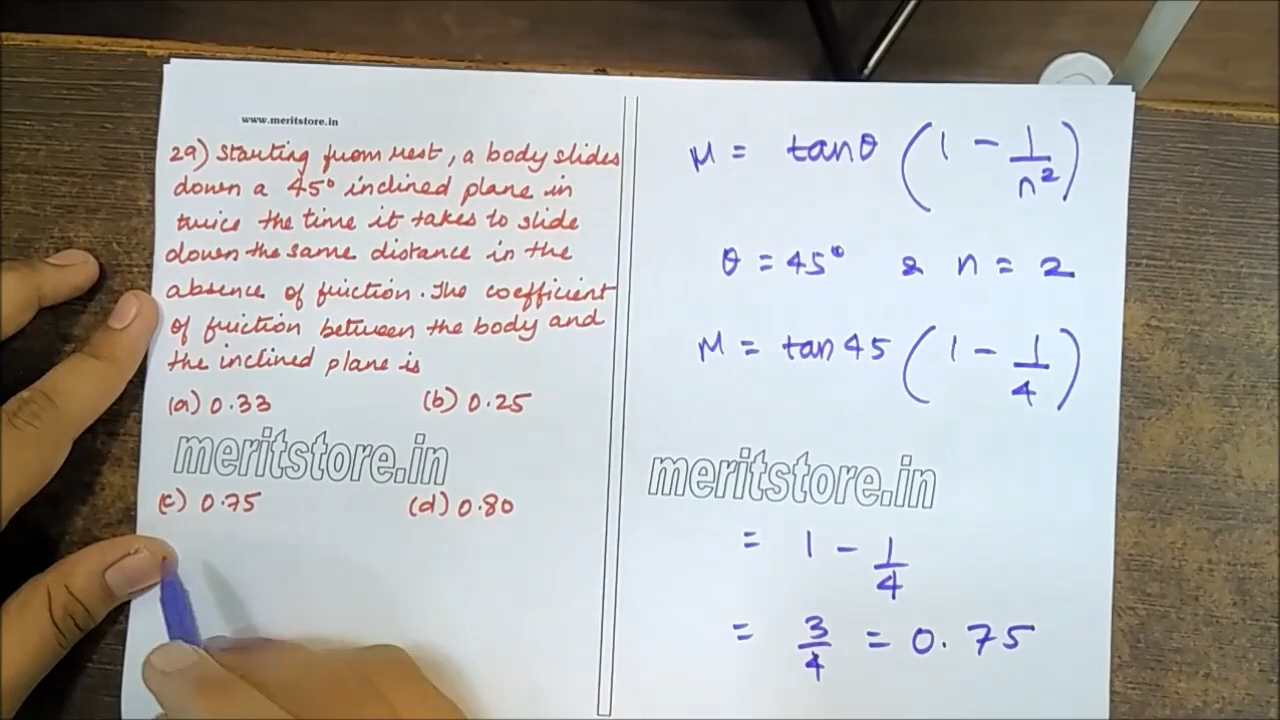 www.meritstore.in
29) Starting from rest, a body slides
down a 45° inclined plane in
twice the time it takes to slide
down the same distance in the
absence of friction. The coefficient
of friction between the body and
the inclined plane is
(a) 0.33 (b) 0.25
meritstore.in
(c) 0.75 (d) 0.80
μ = tanθ (1 - 1/n²)
θ = 45° & n = 2
μ = tan 45 (1 - 1/4)
meritstore.in
= 1 - 1/4
= 3/4 = 0.75